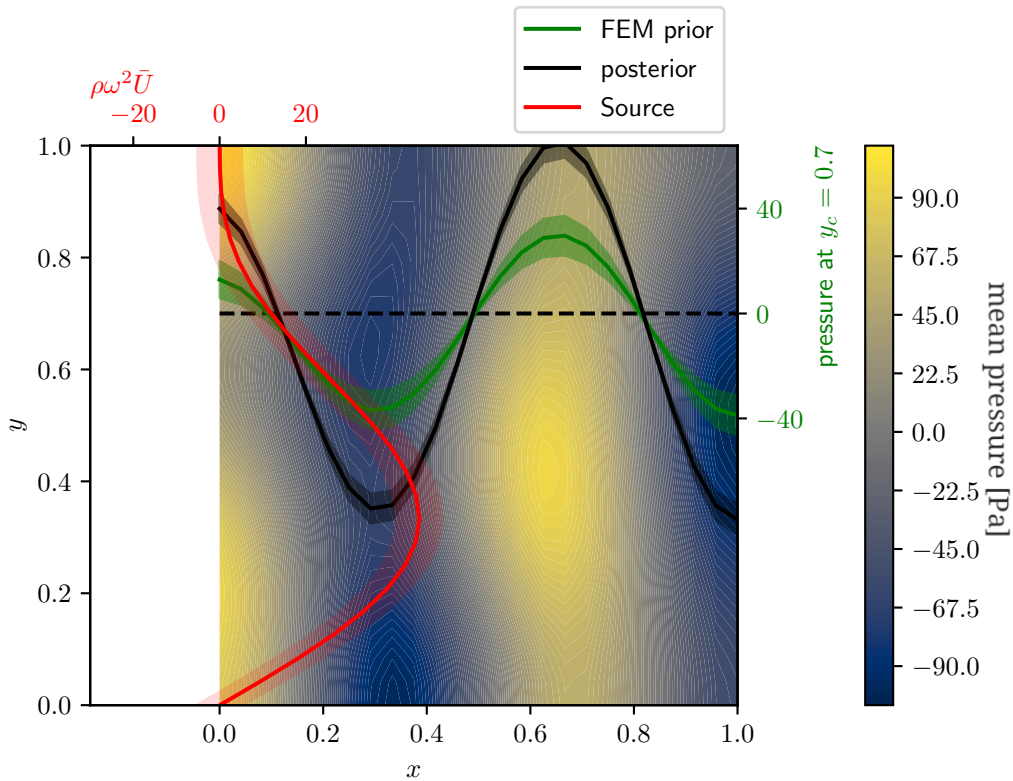 FEM prior
posterior
Source
ρω²Ū
−20 0 20
1.0
0.8
0.6
0.4
0.2
0.0
y
0.0 0.2 0.4 0.6 0.8 1.0
x
40
0
−40
pressure at y_c = 0.7
90.0
67.5
45.0
22.5
0.0
−22.5
−45.0
−67.5
−90.0
mean pressure [Pa]